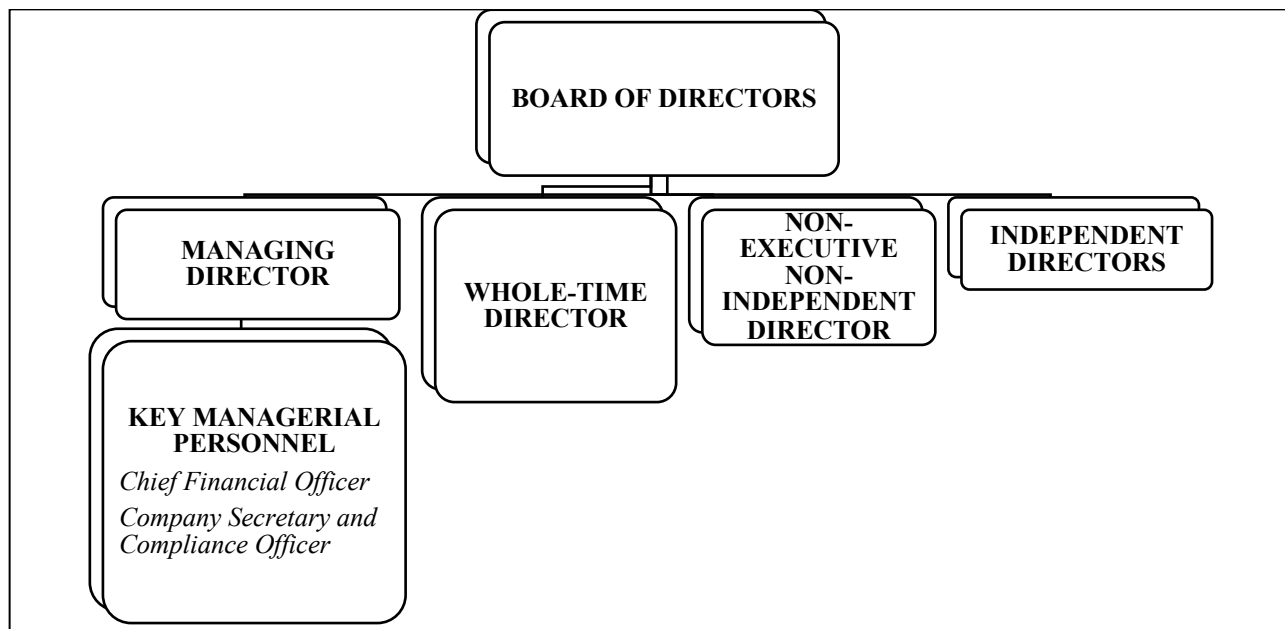 BOARD OF DIRECTORS
MANAGING
DIRECTOR
WHOLE-TIME
DIRECTOR
NON-
EXECUTIVE
NON-
INDEPENDENT
DIRECTOR
INDEPENDENT
DIRECTORS
KEY MANAGERIAL
PERSONNEL
Chief Financial Officer
Company Secretary and
Compliance Officer